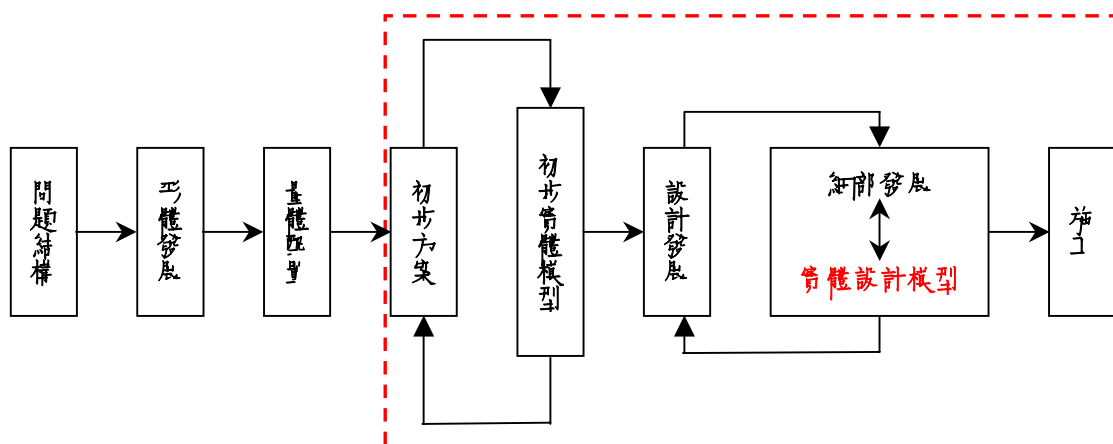 問題結構
形體發展
量體配置
初步方案
初步實體模型
設計發展
細部發展
實體設計模型
施工